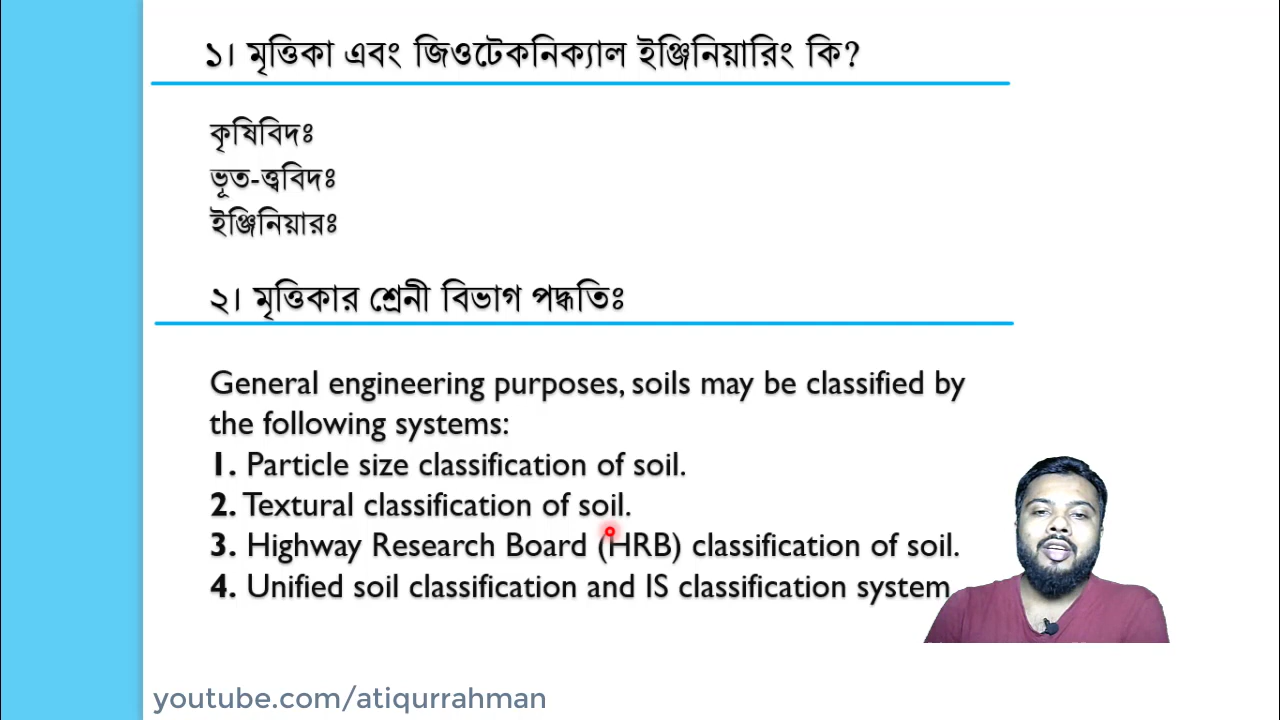 ১। মৃত্তিকা এবং জিওটেকনিক্যাল ইঞ্জিনিয়ারিং কি?
কৃষিবিদঃ
ভূত-ত্ত্ববিদঃ
ইঞ্জিনিয়ারঃ
২। মৃত্তিকার শ্রেনী বিভাগ পদ্ধতিঃ
General engineering purposes, soils may be classified by
the following systems:
1. Particle size classification of soil.
2. Textural classification of soil.
3. Highway Research Board (HRB) classification of soil.
4. Unified soil classification and IS classification system
youtube.com/atiqurrahman